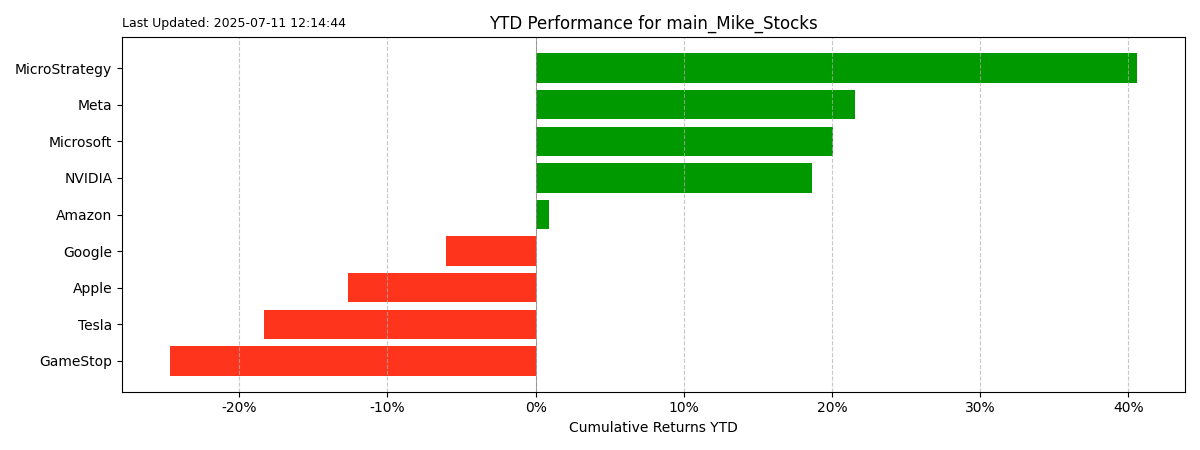 Last Updated: 2025-07-11 12:14:44
YTD Performance for main_Mike_Stocks
MicroStrategy
Meta
Microsoft
NVIDIA
Amazon
Google
Apple
Tesla
GameStop
-20% -10% 0% 10% 20% 30% 40%
Cumulative Returns YTD